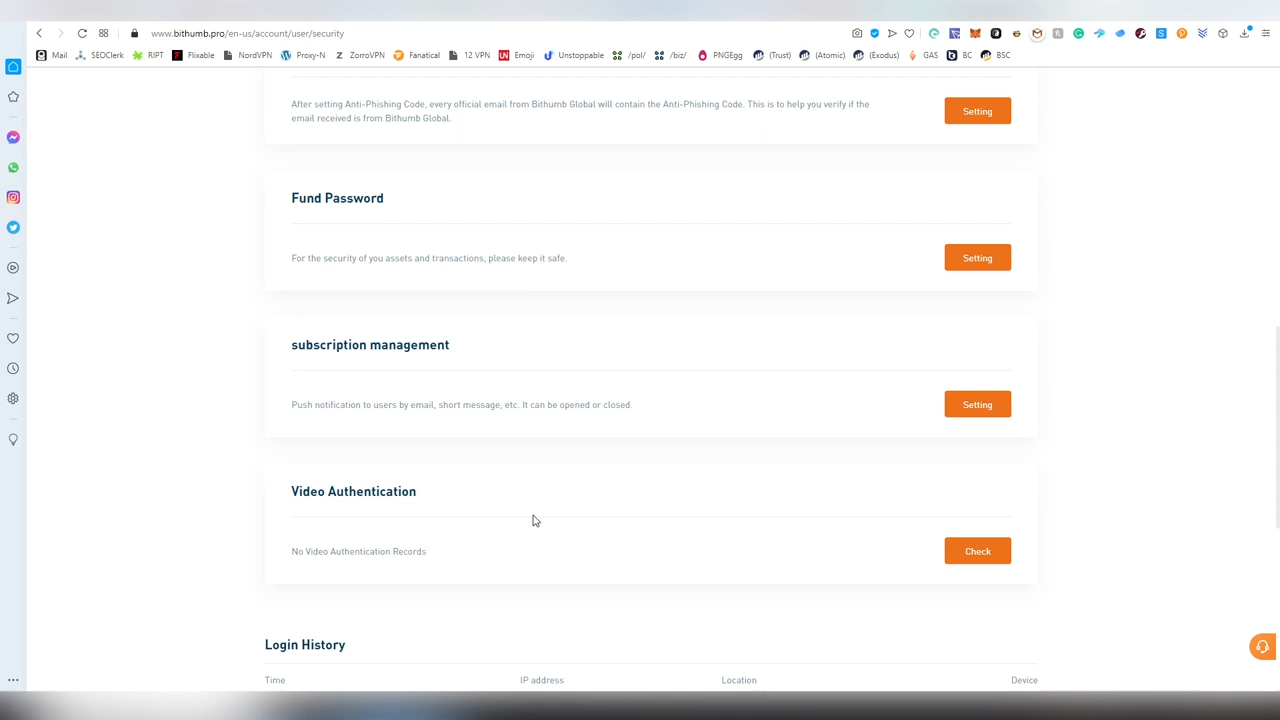 www.bithumb.pro/en-us/account/user/security
Mail SEOClerk RIPT Flixable NordVPN Proxy-N ZorroVPN Fanatical 12 VPN Emoji Unstoppable /pol/ /biz/ PNGEgg (Trust) (Atomic) (Exodus) GAS BC BSC
After setting Anti-Phishing Code, every official email from Bithumb Global will contain the Anti-Phishing Code. This is to help you verify if the
email received is from Bithumb Global.
Setting
Fund Password
For the security of you assets and transactions, please keep it safe.
Setting
subscription management
Push notification to users by email, short message, etc. It can be opened or closed.
Setting
Video Authentication
No Video Authentication Records
Check
Login History
Time IP address Location Device